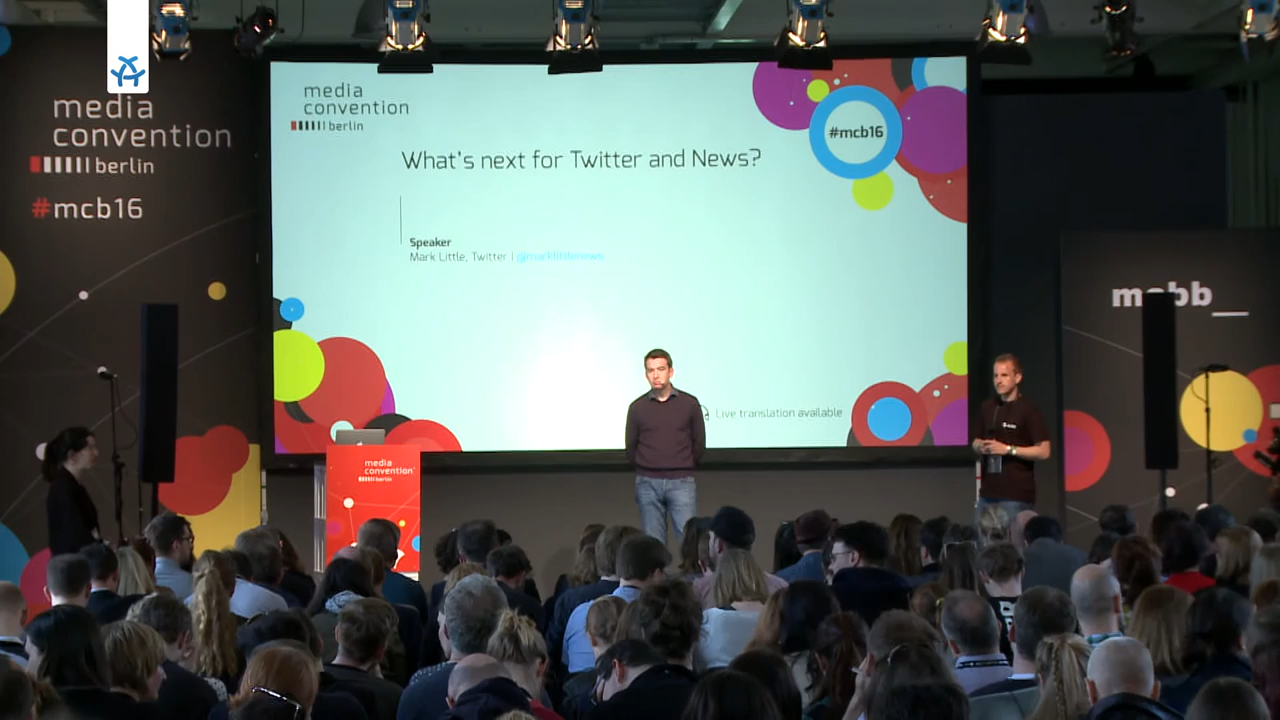 media
convention
berlin
#mcb16
media
convention
berlin
#mcb16
What's next for Twitter and News?
Speaker
Mark Little, Twitter | @marklittlenews
Live translation available
media
convention
berlin